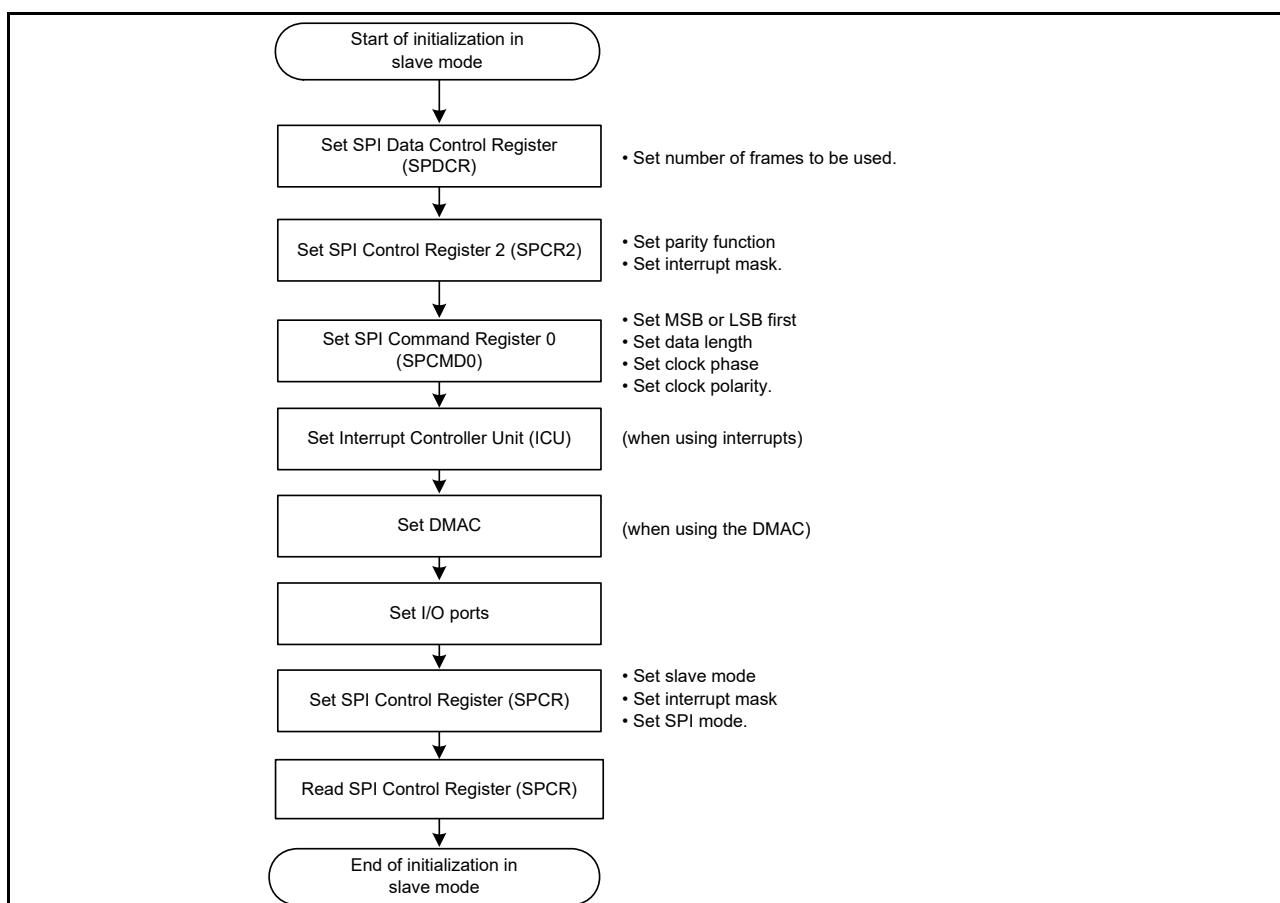 Start of initialization in
slave mode
Set SPI Data Control Register
(SPDCR)
• Set number of frames to be used.
Set SPI Control Register 2 (SPCR2)
• Set parity function
• Set interrupt mask.
Set SPI Command Register 0
(SPCMD0)
• Set MSB or LSB first
• Set data length
• Set clock phase
• Set clock polarity.
Set Interrupt Controller Unit (ICU)
(when using interrupts)
Set DMAC
(when using the DMAC)
Set I/O ports
Set SPI Control Register (SPCR)
• Set slave mode
• Set interrupt mask
• Set SPI mode.
Read SPI Control Register (SPCR)
End of initialization in
slave mode